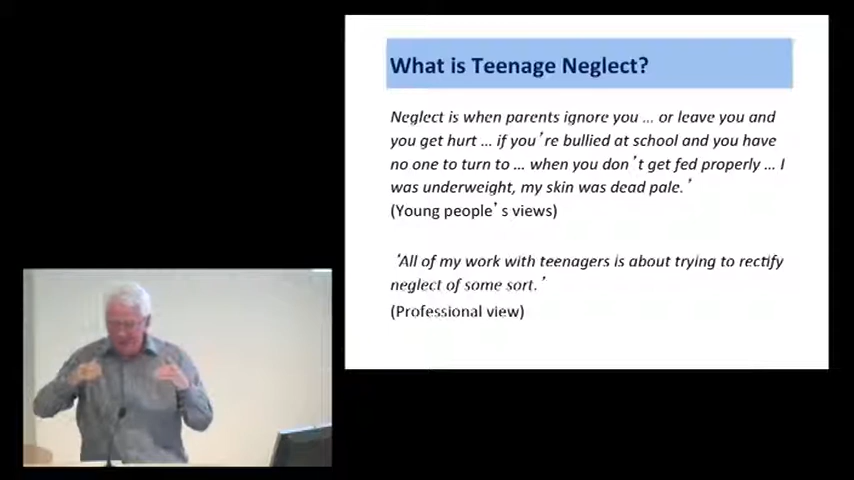 What is Teenage Neglect?
Neglect is when parents ignore you … or leave you and
you get hurt … if you’re bullied at school and you have
no one to turn to … when you don’t get fed properly … I
was underweight, my skin was dead pale.’
(Young people’s views)
‘All of my work with teenagers is about trying to rectify
neglect of some sort.’
(Professional view)